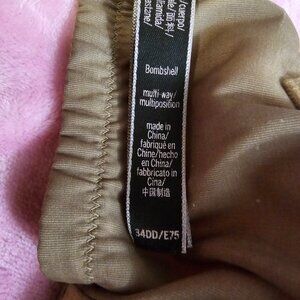 cuerpo/
Bombshell
multi-way/
multiposition
made in
China/
fabriqué en
Chine/hecho
en China/
fabbricato in
Cina/
中国制造
34DD/E75